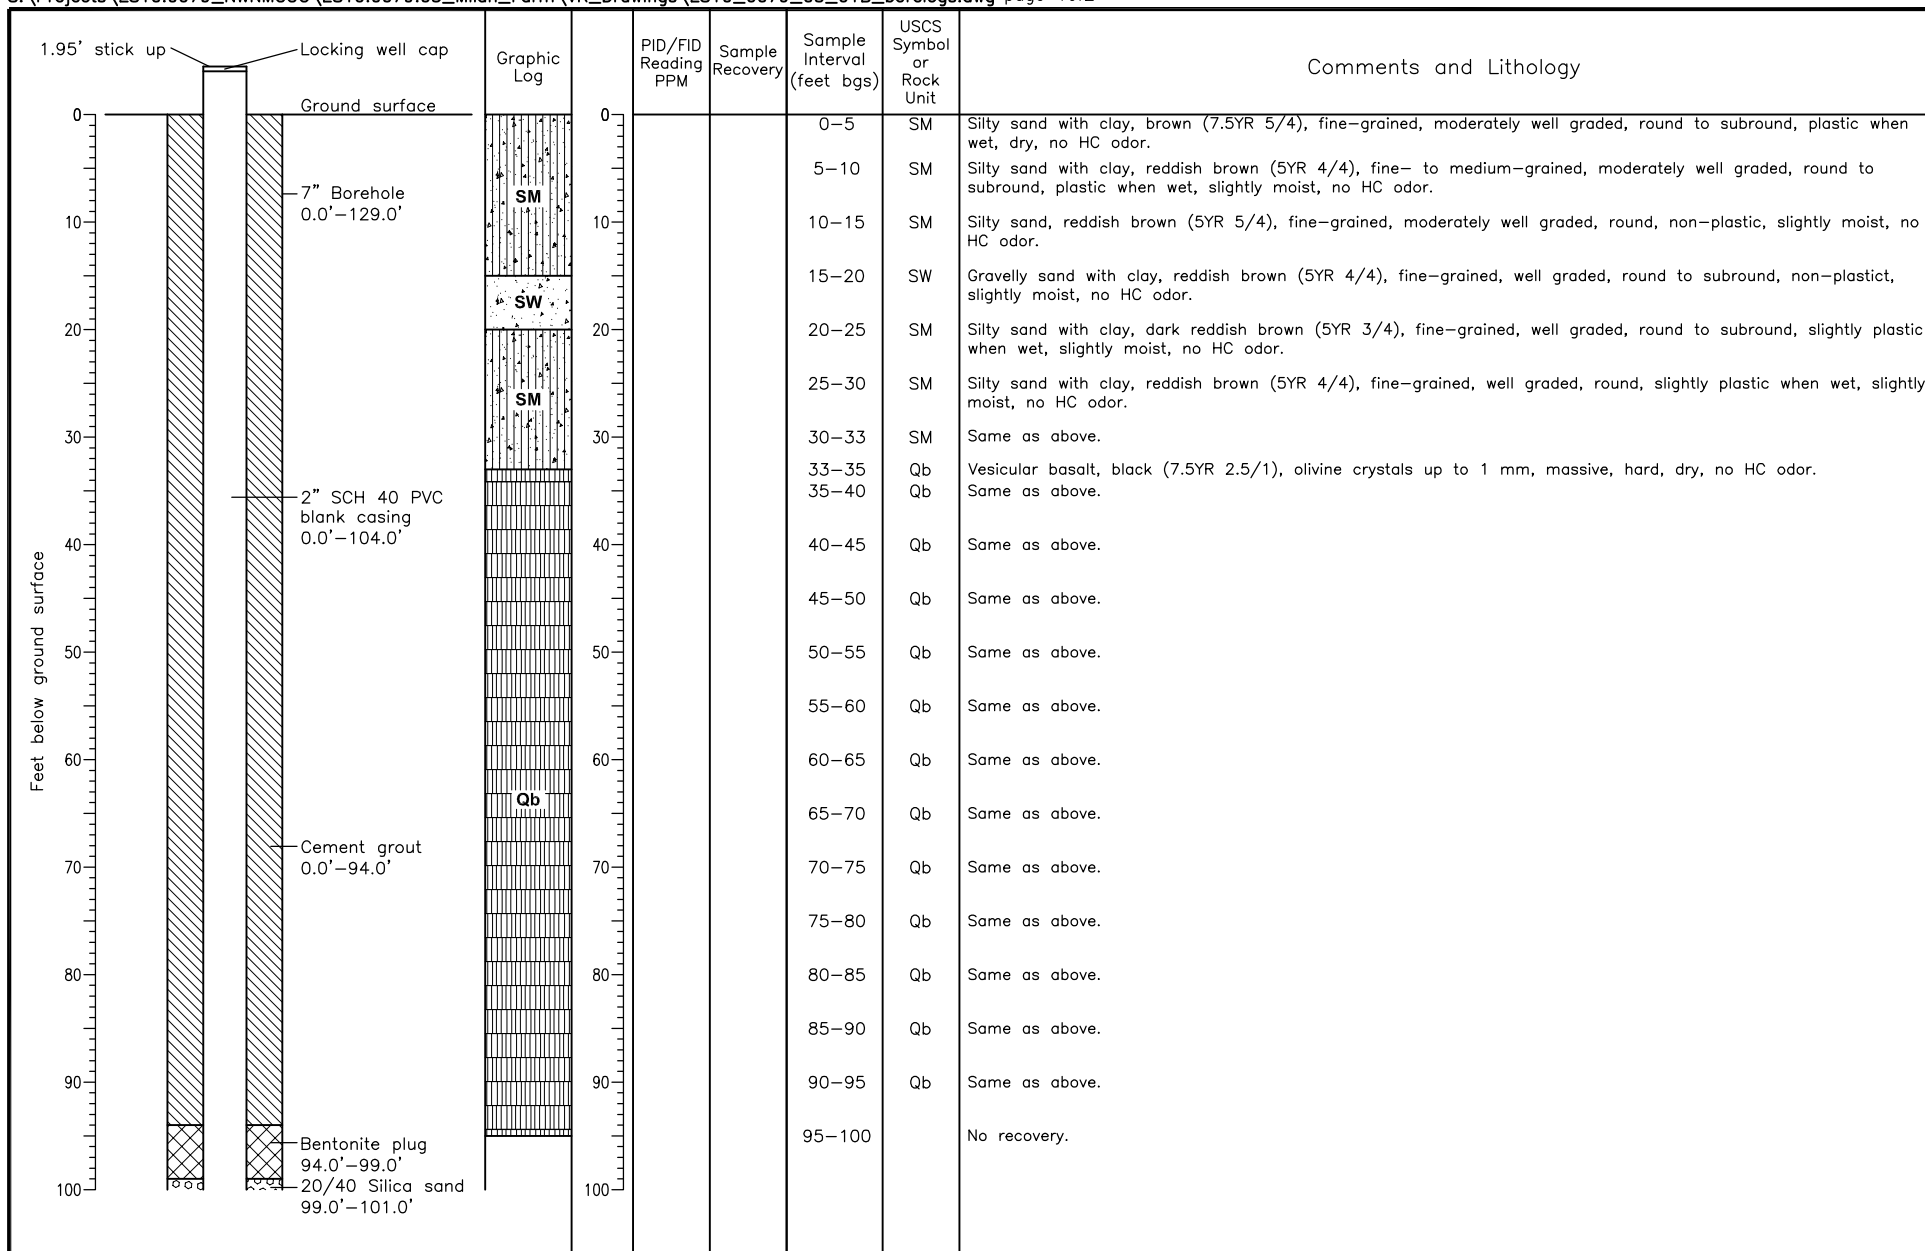 1.95' stick up
Locking well cap
Ground surface
7" Borehole
0.0'–129.0'
2" SCH 40 PVC
blank casing
0.0'–104.0'
Cement grout
0.0'–94.0'
Bentonite plug
94.0'–99.0'
20/40 Silica sand
99.0'–101.0'
Feet below ground surface
0
10
20
30
40
50
60
70
80
90
100
Graphic
Log
SM
SW
SM
Qb
0
10
20
30
40
50
60
70
80
90
100
PID/FID
Reading
PPM
Sample
Recovery
Sample
Interval
(feet bgs)
USCS
Symbol
or
Rock
Unit
Comments and Lithology
0–5 SM Silty sand with clay, brown (7.5YR 5/4), fine–grained, moderately well graded, round to subround, plastic when
wet, dry, no HC odor.
5–10 SM Silty sand with clay, reddish brown (5YR 4/4), fine– to medium–grained, moderately well graded, round to
subround, plastic when wet, slightly moist, no HC odor.
10–15 SM Silty sand, reddish brown (5YR 5/4), fine–grained, moderately well graded, round, non–plastic, slightly moist, no
HC odor.
15–20 SW Gravelly sand with clay, reddish brown (5YR 4/4), fine–grained, well graded, round to subround, non–plastict,
slightly moist, no HC odor.
20–25 SM Silty sand with clay, dark reddish brown (5YR 3/4), fine–grained, well graded, round to subround, slightly plastic
when wet, slightly moist, no HC odor.
25–30 SM Silty sand with clay, reddish brown (5YR 4/4), fine–grained, well graded, round, slightly plastic when wet, slightly
moist, no HC odor.
30–33 SM Same as above.
33–35 Qb Vesicular basalt, black (7.5YR 2.5/1), olivine crystals up to 1 mm, massive, hard, dry, no HC odor.
35–40 Qb Same as above.
40–45 Qb Same as above.
45–50 Qb Same as above.
50–55 Qb Same as above.
55–60 Qb Same as above.
60–65 Qb Same as above.
65–70 Qb Same as above.
70–75 Qb Same as above.
75–80 Qb Same as above.
80–85 Qb Same as above.
85–90 Qb Same as above.
90–95 Qb Same as above.
95–100 No recovery.